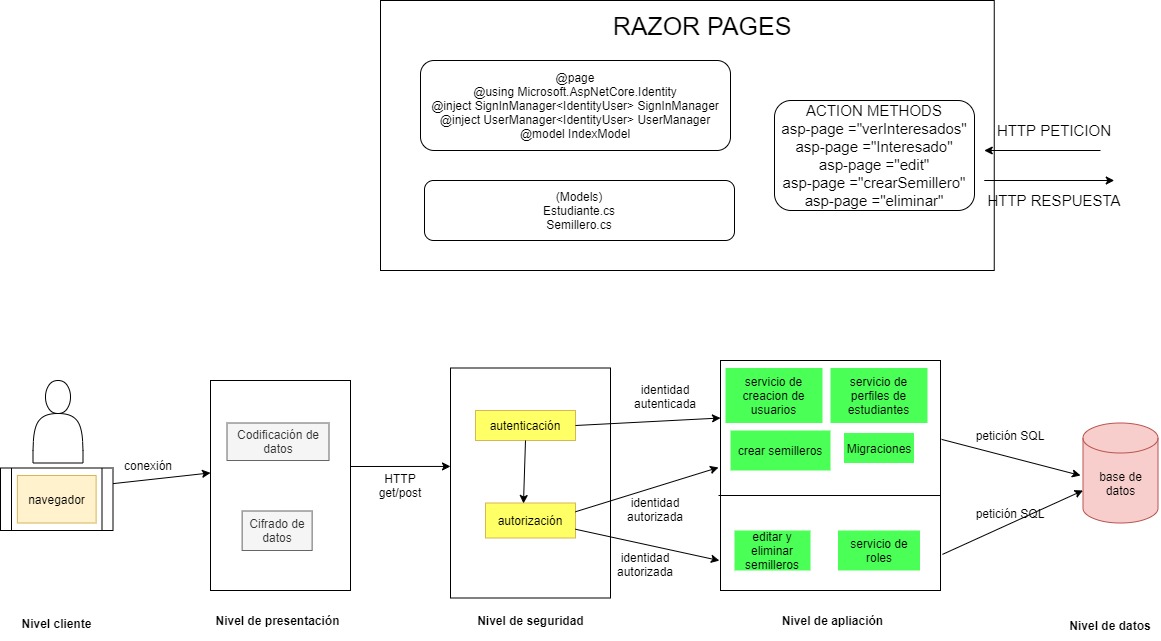 RAZOR PAGES
@page
@using Microsoft.AspNetCore.Identity
@inject SignInManager<IdentityUser> SignInManager
@inject UserManager<IdentityUser> UserManager
@model IndexModel
(Models)
Estudiante.cs
Semillero.cs
ACTION METHODS
asp-page ="verInteresados"
asp-page ="Interesado"
asp-page ="edit"
asp-page ="crearSemillero"
asp-page ="eliminar"
HTTP PETICION
HTTP RESPUESTA
navegador
conexión
Codificación de
datos
Cifrado de
datos
HTTP
get/post
autenticación
autorización
identidad
autenticada
identidad
autorizada
identidad
autorizada
servicio de
creacion de
usuarios
servicio de
perfiles de
estudiantes
crear semilleros
Migraciones
editar y
eliminar
semilleros
servicio de
roles
petición SQL
petición SQL
base de
datos
Nivel cliente
Nivel de presentación
Nivel de seguridad
Nivel de apliación
Nivel de datos